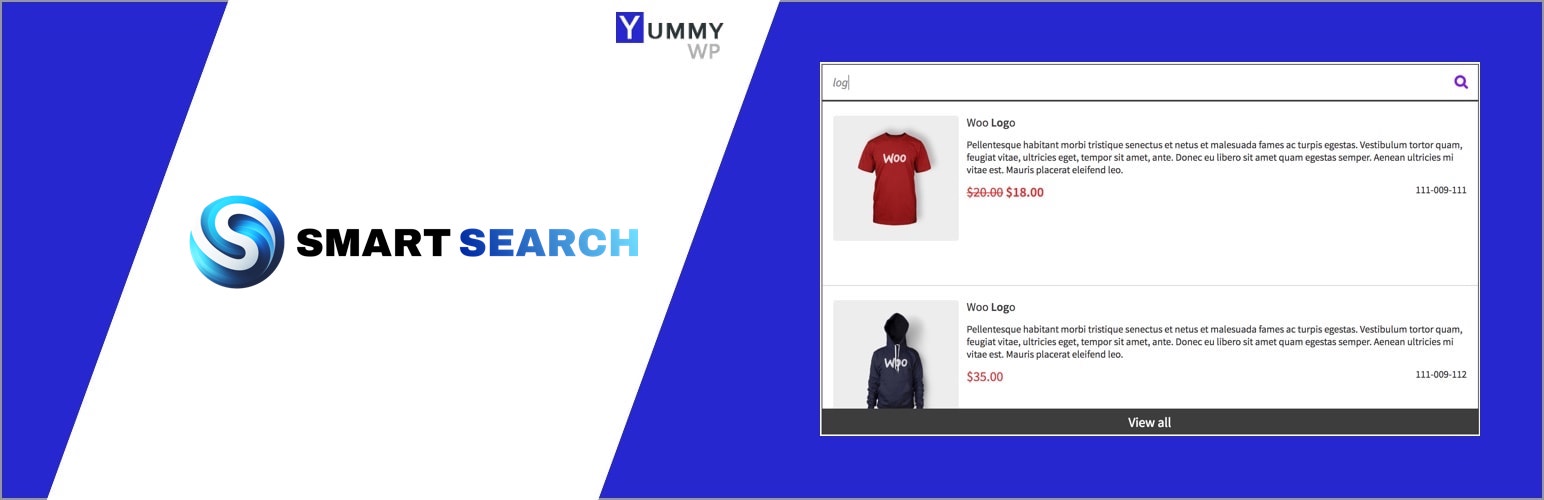 YUMMY
WP
SMART SEARCH
log
Woo Logo
Pellentesque habitant morbi tristique senectus et netus et malesuada fames ac turpis egestas. Vestibulum tortor quam,
feugiat vitae, ultricies eget, tempor sit amet, ante. Donec eu libero sit amet quam egestas semper. Aenean ultricies mi
vitae est. Mauris placerat eleifend leo.
$20.00 $18.00
111-009-111
WOO
Woo Logo
Pellentesque habitant morbi tristique senectus et netus et malesuada fames ac turpis egestas. Vestibulum tortor quam,
feugiat vitae, ultricies eget, tempor sit amet, ante. Donec eu libero sit amet quam egestas semper. Aenean ultricies mi
vitae est. Mauris placerat eleifend leo.
$35.00
111-009-112
WOO
View all